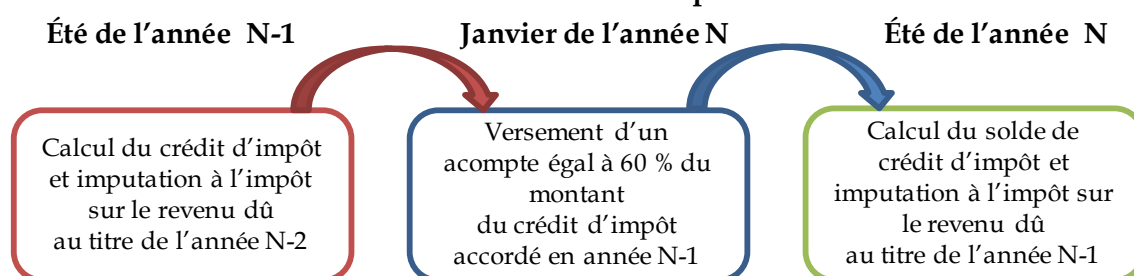 Été de l’année N-1
Janvier de l’année N
Été de l’année N
Calcul du crédit d’impôt
et imputation à l’impôt
sur le revenu dû
au titre de l’année N-2
Versement d’un
acompte égal à 60 % du
montant
du crédit d’impôt
accordé en année N-1
Calcul du solde de
crédit d’impôt et
imputation à l’impôt sur
le revenu dû
au titre de l’année N-1